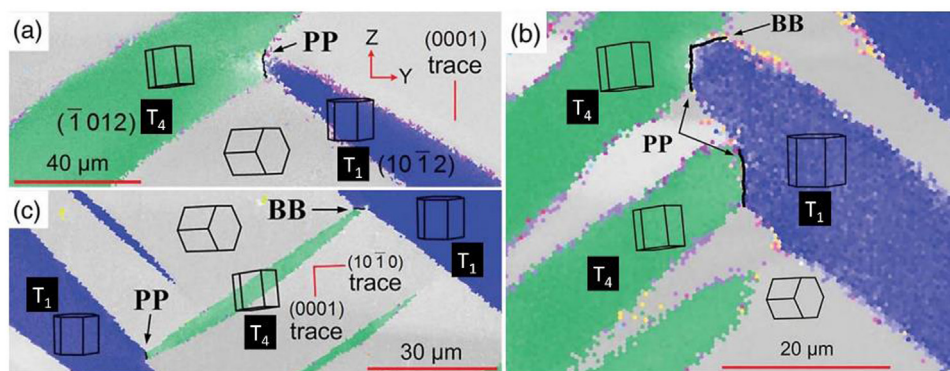 (a)
PP
Z
Y
(0001)
trace
T4
(1̄012)
T1
(101̄2)
40 μm
(b)
BB
T4
PP
T1
T4
20 μm
(c)
BB
T1
(101̄0)
trace
(0001)
trace
T1
PP
T4
30 μm